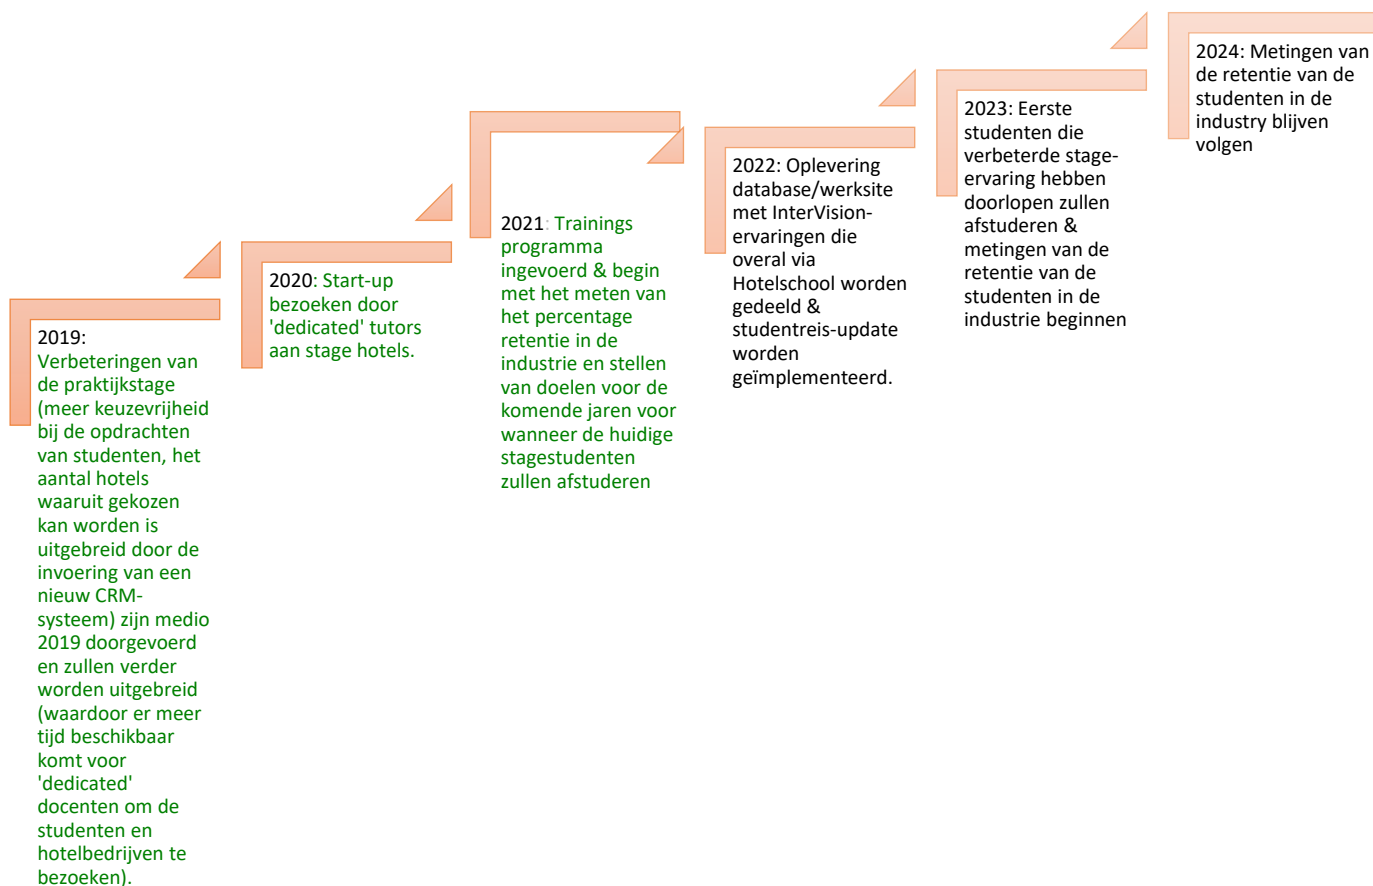 2019:
Verbeteringen van
de praktijkstage
(meer keuzevrijheid
bij de opdrachten
van studenten, het
aantal hotels
waaruit gekozen
kan worden is
uitgebreid door de
invoering van een
nieuw CRM-
systeem) zijn medio
2019 doorgevoerd
en zullen verder
worden uitgebreid
(waardoor er meer
tijd beschikbaar
komt voor
'dedicated'
docenten om de
studenten en
hotelbedrijven te
bezoeken).
2020: Start-up
bezoeken door
'dedicated' tutors
aan stage hotels.
2021: Trainings
programma
ingevoerd & begin
met het meten van
het percentage
retentie in de
industrie en stellen
van doelen voor de
komende jaren voor
wanneer de huidige
stagestudenten
zullen afstuderen
2022: Oplevering
database/werksite
met InterVision-
ervaringen die
overal via
Hotelschool worden
gedeeld &
studentreis-update
worden
geïmplementeerd.
2023: Eerste
studenten die
verbeterde stage-
ervaring hebben
doorlopen zullen
afstuderen &
metingen van de
retentie van de
studenten in de
industrie beginnen
2024: Metingen van
de retentie van de
studenten in de
industry blijven
volgen